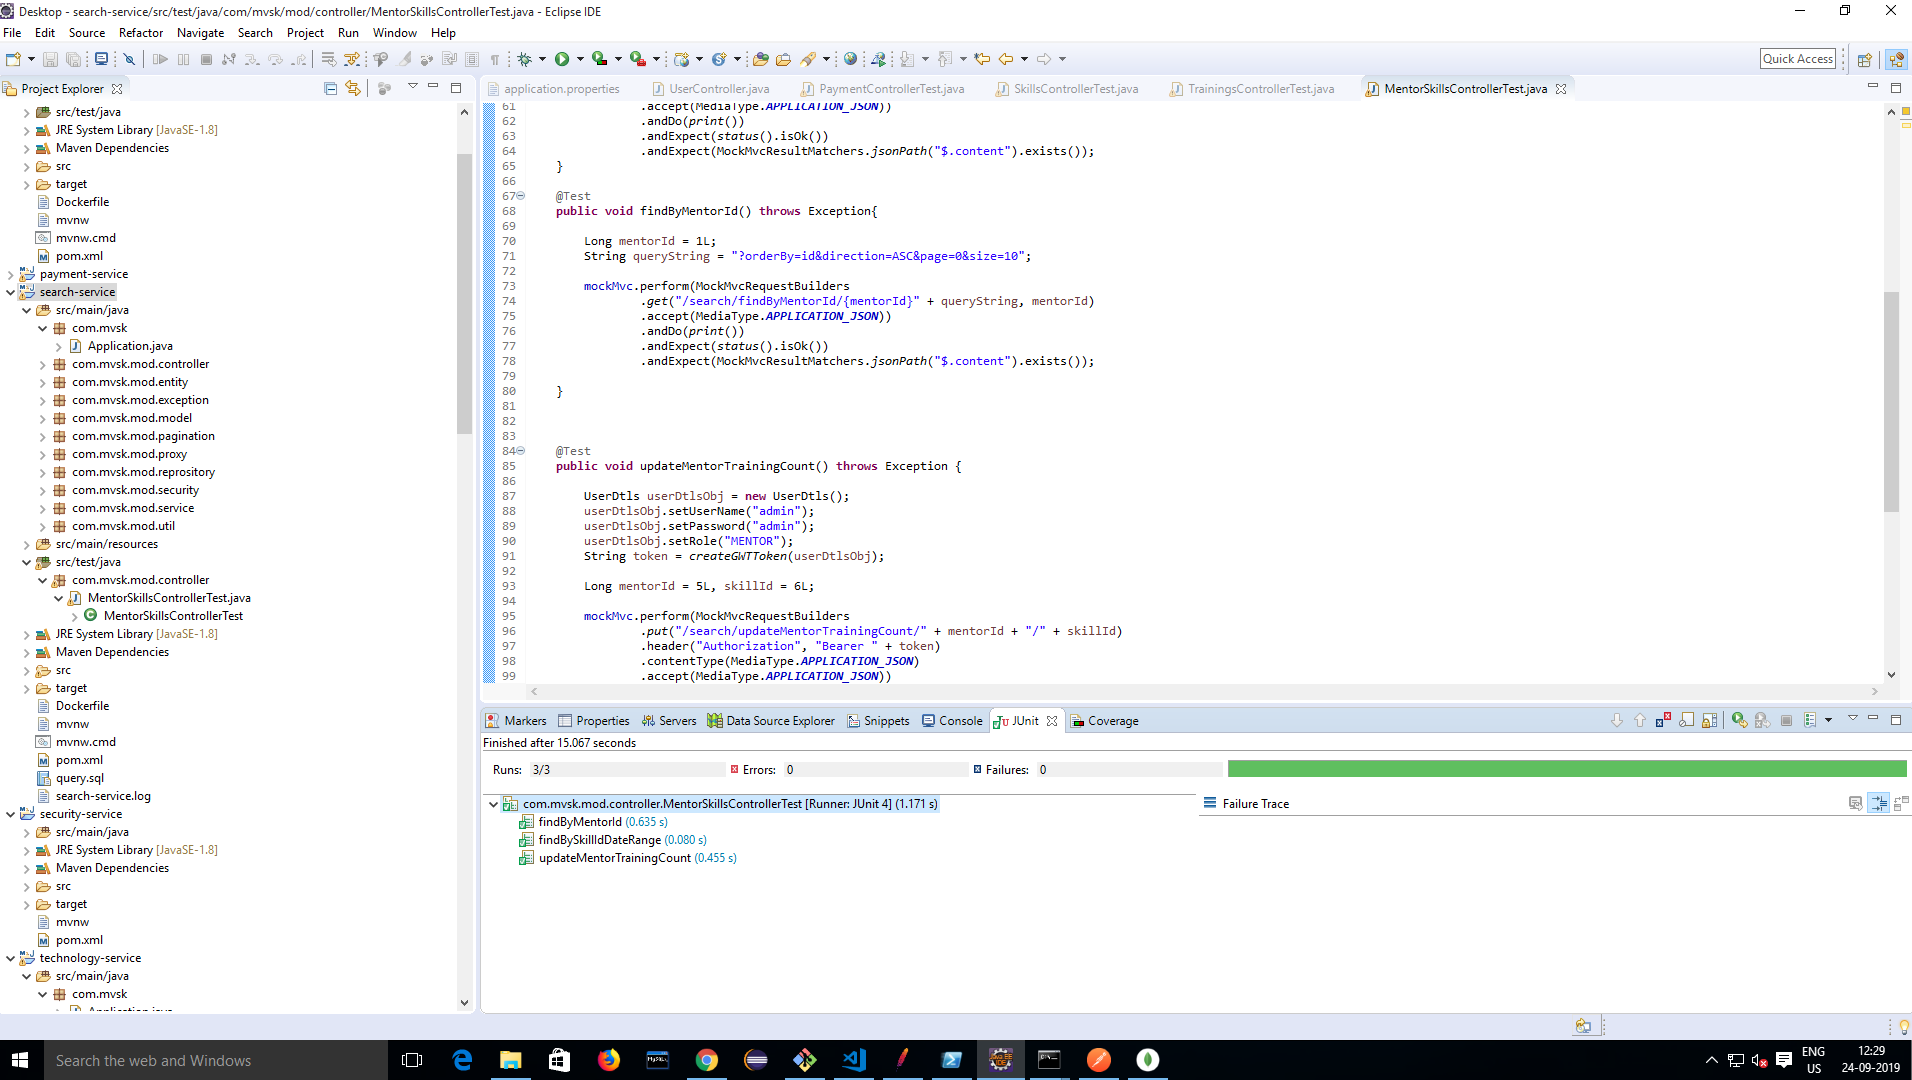 Desktop - search-service/src/test/java/com/mvsk/mod/controller/MentorSkillsControllerTest.java - Eclipse IDE
File Edit Source Refactor Navigate Search Project Run Window Help
Quick Access
Project Explorer
src/test/java
JRE System Library [JavaSE-1.8]
Maven Dependencies
src
target
Dockerfile
mvnw
mvnw.cmd
pom.xml
payment-service
search-service
src/main/java
com.mvsk
Application.java
com.mvsk.mod.controller
com.mvsk.mod.entity
com.mvsk.mod.exception
com.mvsk.mod.model
com.mvsk.mod.pagination
com.mvsk.mod.proxy
com.mvsk.mod.reprository
com.mvsk.mod.security
com.mvsk.mod.service
com.mvsk.mod.util
src/main/resources
src/test/java
com.mvsk.mod.controller
MentorSkillsControllerTest.java
MentorSkillsControllerTest
JRE System Library [JavaSE-1.8]
Maven Dependencies
src
target
Dockerfile
mvnw
mvnw.cmd
pom.xml
query.sql
search-service.log
security-service
src/main/java
JRE System Library [JavaSE-1.8]
Maven Dependencies
src
target
mvnw
pom.xml
technology-service
src/main/java
com.mvsk
Application.java
application.properties UserController.java PaymentControllerTest.java SkillsControllerTest.java TrainingsControllerTest.java MentorSkillsControllerTest.java
61 .accept(MediaType.APPLICATION_JSON))
62 .andDo(print())
63 .andExpect(status().isOk())
64 .andExpect(MockMvcResultMatchers.jsonPath("$.content").exists());
65 }
66
67 @Test
68 public void findByMentorId() throws Exception{
69
70 Long mentorId = 1L;
71 String queryString = "?orderBy=id&direction=ASC&page=0&size=10";
72
73 mockMvc.perform(MockMvcRequestBuilders
74 .get("/search/findByMentorId/{mentorId}" + queryString, mentorId)
75 .accept(MediaType.APPLICATION_JSON))
76 .andDo(print())
77 .andExpect(status().isOk())
78 .andExpect(MockMvcResultMatchers.jsonPath("$.content").exists());
79
80 }
81
82
83
84 @Test
85 public void updateMentorTrainingCount() throws Exception {
86
87 UserDtls userDtlsObj = new UserDtls();
88 userDtlsObj.setUserName("admin");
89 userDtlsObj.setPassword("admin");
90 userDtlsObj.setRole("MENTOR");
91 String token = createGWTToken(userDtlsObj);
92
93 Long mentorId = 5L, skillId = 6L;
94
95 mockMvc.perform(MockMvcRequestBuilders
96 .put("/search/updateMentorTrainingCount/" + mentorId + "/" + skillId)
97 .header("Authorization", "Bearer " + token)
98 .contentType(MediaType.APPLICATION_JSON)
99 .accept(MediaType.APPLICATION_JSON))
Markers Properties Servers Data Source Explorer Snippets Console JUnit Coverage
Finished after 15.067 seconds
Runs: 3/3 Errors: 0 Failures: 0
com.mvsk.mod.controller.MentorSkillsControllerTest [Runner: JUnit 4] (1.171 s)
findByMentorId (0.635 s)
findBySkillIdDateRange (0.080 s)
updateMentorTrainingCount (0.455 s)
Failure Trace
Search the web and Windows
ENG
US
12:29
24-09-2019